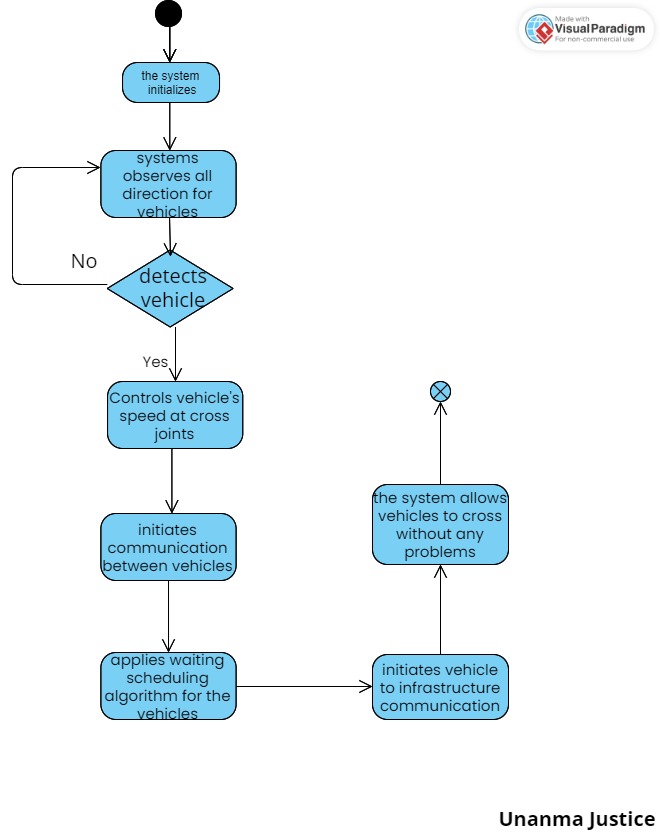 Made with
VisualParadigm
For non-commercial use
the system
initializes
systems
observes all
direction for
vehicles
No
detects
vehicle
Yes
Controls vehicle's
speed at cross
joints
initiates
communication
between vehicles
applies waiting
scheduling
algorithm for the
vehicles
initiates vehicle
to infrastructure
communication
the system allows
vehicles to cross
without any
problems
Unanma Justice